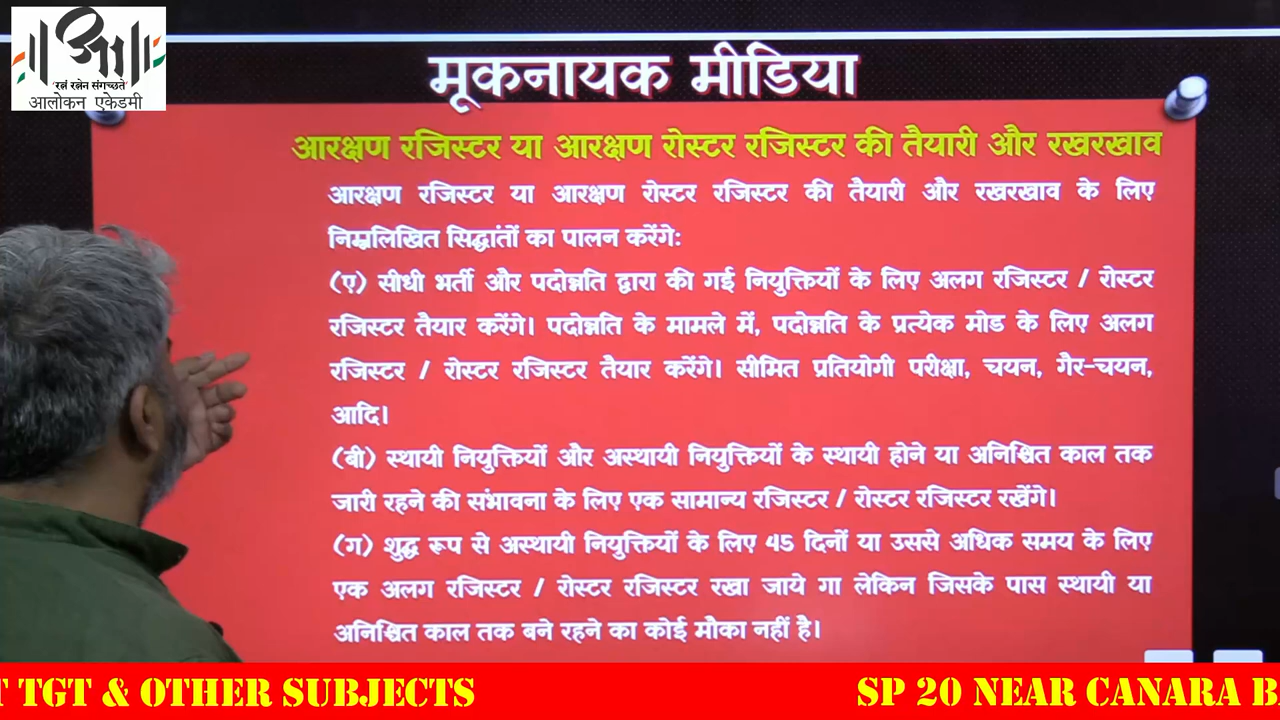 रत्नं रत्नेन संगच्छते
आलोकन एकेडमी
मूकनायक मीडिया
आरक्षण रजिस्टर या आरक्षण रोस्टर रजिस्टर की तैयारी और रखरखाव
आरक्षण रजिस्टर या आरक्षण रोस्टर रजिस्टर की तैयारी और रखरखाव के लिए
निम्नलिखित सिद्धांतों का पालन करेंगे:
(ए) सीधी भर्ती और पदोन्नति द्वारा की गई नियुक्तियों के लिए अलग रजिस्टर / रोस्टर
रजिस्टर तैयार करेंगे। पदोन्नति के मामले में, पदोन्नति के प्रत्येक मोड के लिए अलग
रजिस्टर / रोस्टर रजिस्टर तैयार करेंगे। सीमित प्रतियोगी परीक्षा, चयन, गैर-चयन,
आदि।
(बी) स्थायी नियुक्तियों और अस्थायी नियुक्तियों के स्थायी होने या अनिश्चित काल तक
जारी रहने की संभावना के लिए एक सामान्य रजिस्टर / रोस्टर रजिस्टर रखेंगे।
(ग) शुद्ध रूप से अस्थायी नियुक्तियों के लिए 45 दिनों या उससे अधिक समय के लिए
एक अलग रजिस्टर / रोस्टर रजिस्टर रखा जाये गा लेकिन जिसके पास स्थायी या
अनिश्चित काल तक बने रहने का कोई मौका नहीं है।
T TGT & OTHER SUBJECTS SP 20 NEAR CANARA B